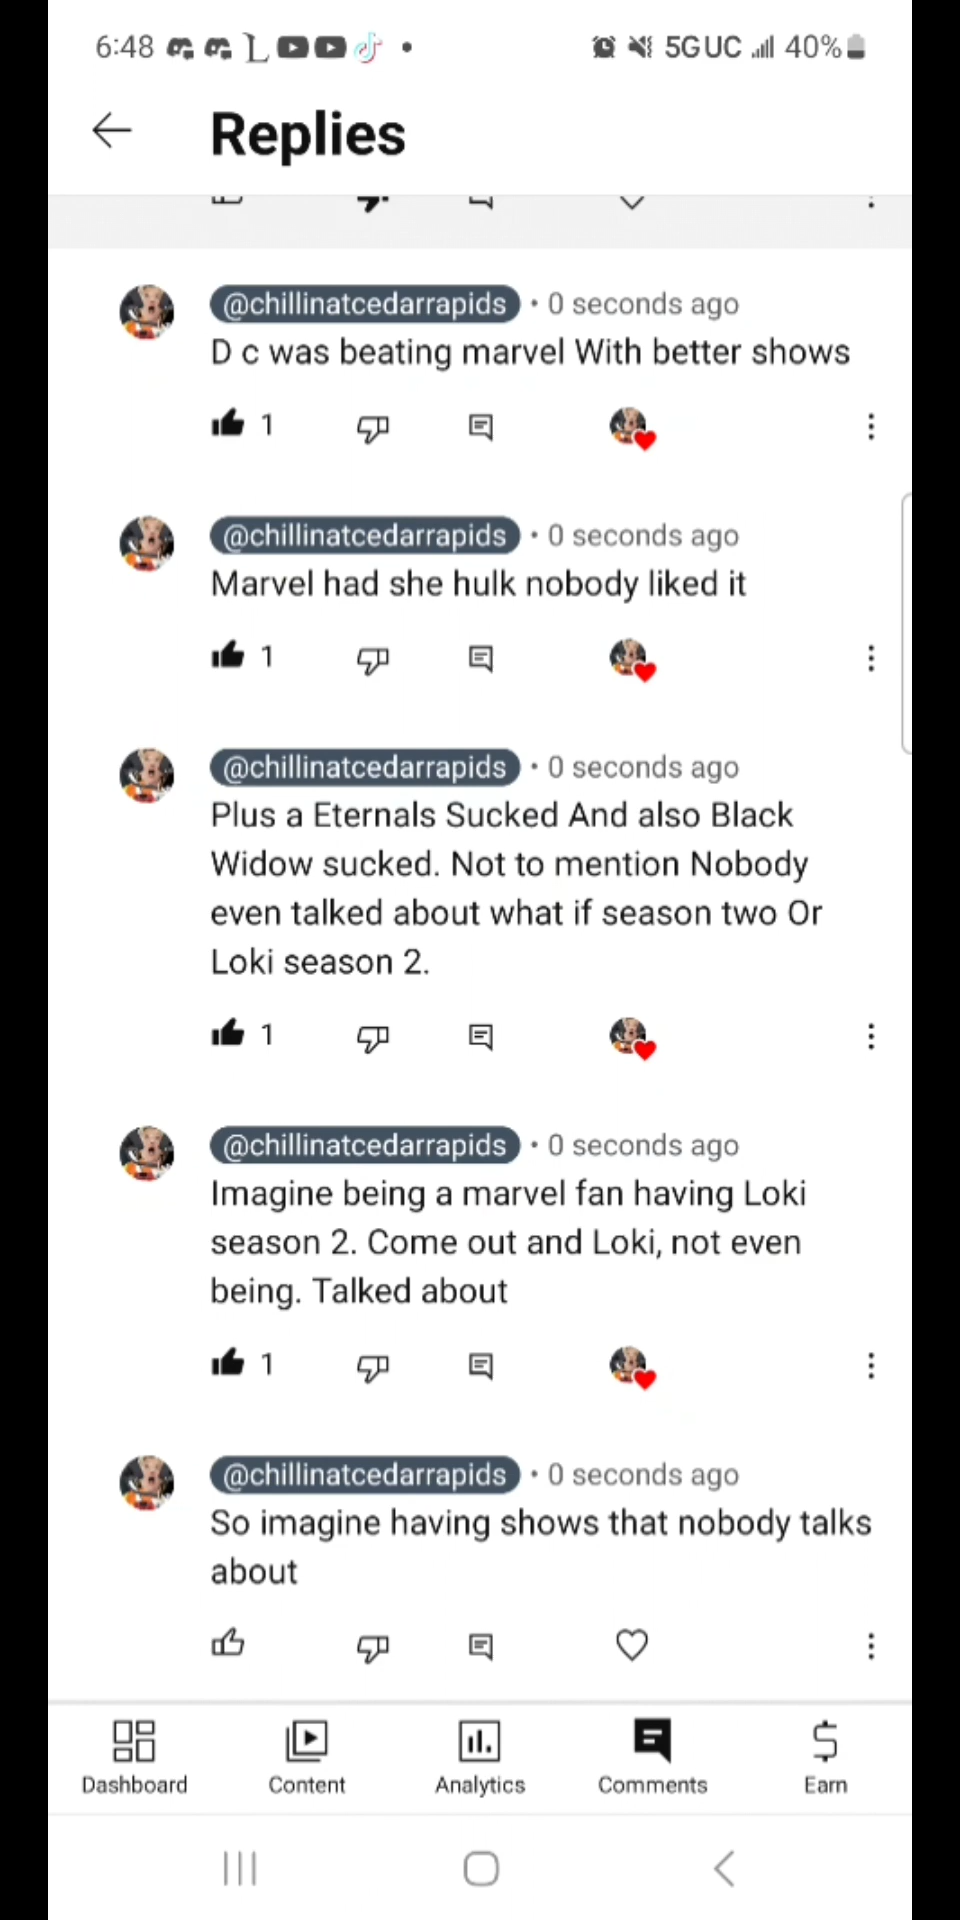 6:48 5G UC 40%
Replies
@chillinatcedarrapids • 0 seconds ago
D c was beating marvel With better shows
1
@chillinatcedarrapids • 0 seconds ago
Marvel had she hulk nobody liked it
1
@chillinatcedarrapids • 0 seconds ago
Plus a Eternals Sucked And also Black
Widow sucked. Not to mention Nobody
even talked about what if season two Or
Loki season 2.
1
@chillinatcedarrapids • 0 seconds ago
Imagine being a marvel fan having Loki
season 2. Come out and Loki, not even
being. Talked about
1
@chillinatcedarrapids • 0 seconds ago
So imagine having shows that nobody talks
about
Dashboard Content Analytics Comments Earn